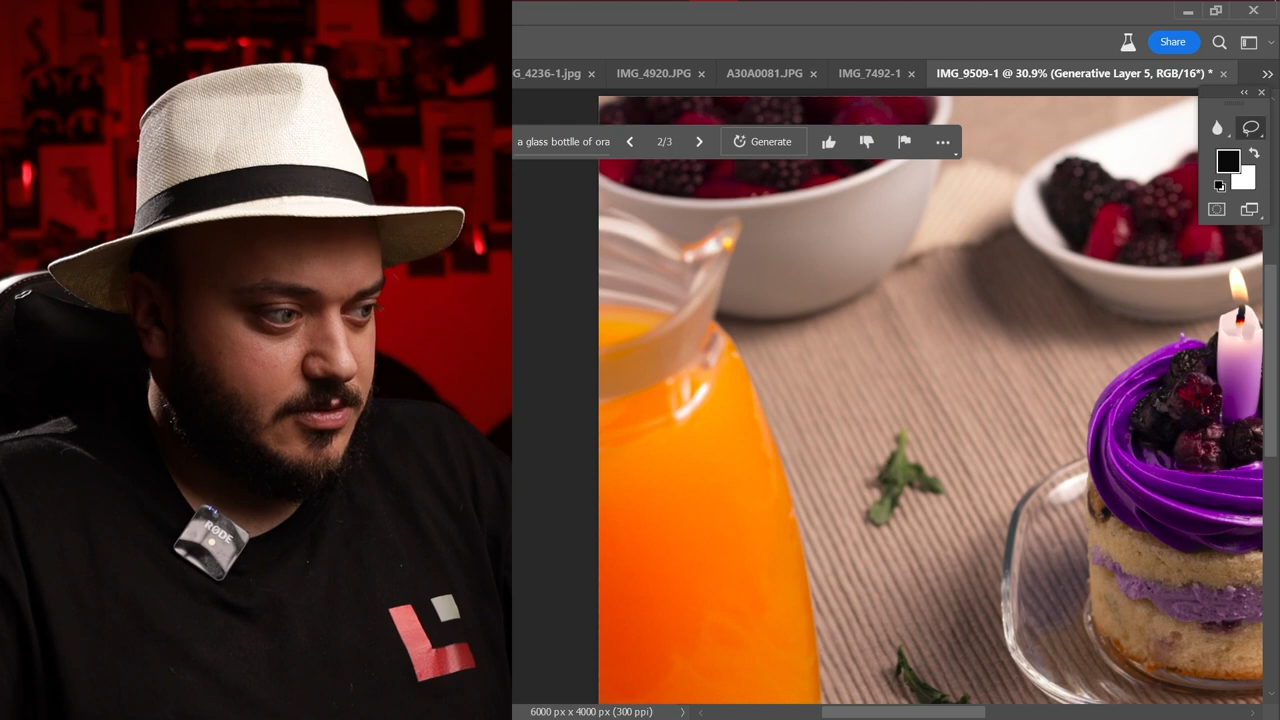 Share
G_4236-1.jpg
IMG_4920.JPG
A30A0081.JPG
IMG_7492-1
IMG_9509-1 @ 30.9% (Generative Layer 5, RGB/16*) *
a glass bottlle of ora
2/3
Generate
RØDE
6000 px x 4000 px (300 ppi)